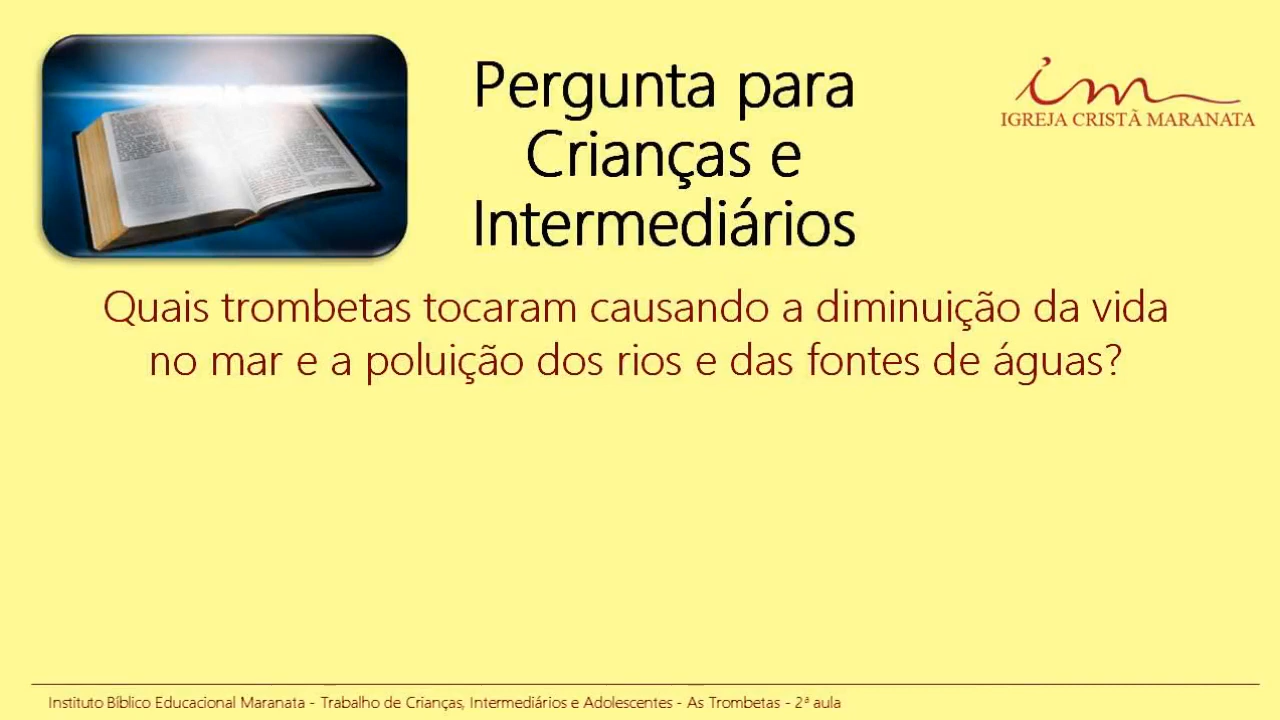 Pergunta para
Crianças e
Intermediários
im
IGREJA CRISTÃ MARANATA
Quais trombetas tocaram causando a diminuição da vida
no mar e a poluição dos rios e das fontes de águas?
Instituto Bíblico Educacional Maranata - Trabalho de Crianças, Intermediários e Adolescentes - As Trombetas - 2ª aula